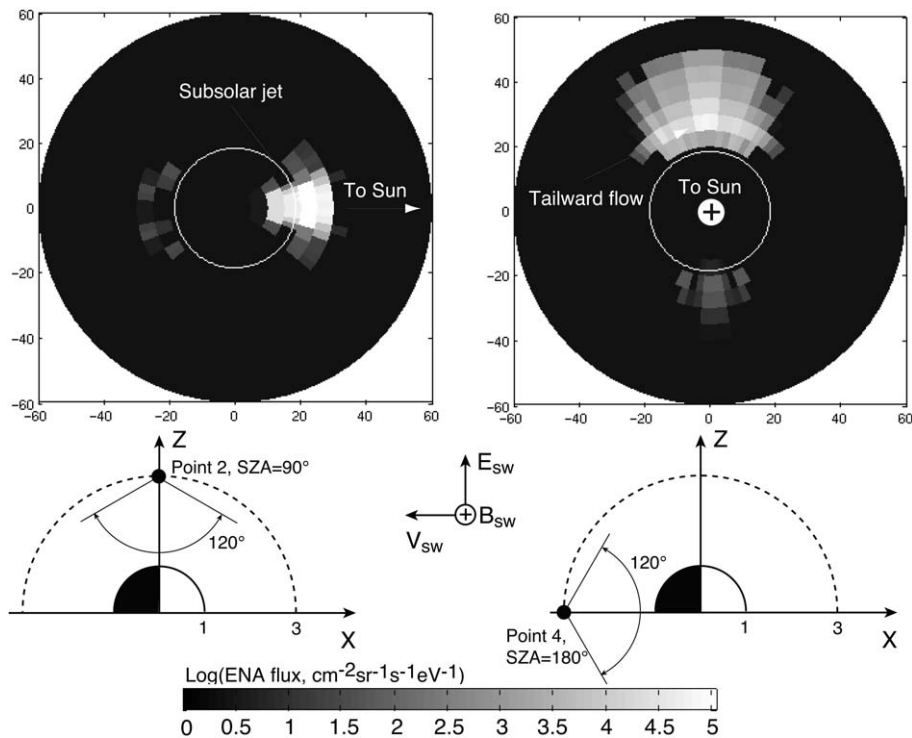 60
40
20
0
−20
−40
−60
−60 −40 −20 0 20 40 60
Subsolar jet
To Sun
60
40
20
0
−20
−40
−60
−60 −40 −20 0 20 40 60
Tailward flow
To Sun
Z
Point 2, SZA=90°
120°
1 3
X
E_sw
B_sw
V_sw
Z
120°
Point 4,
SZA=180°
1 3
X
Log(ENA flux, cm⁻²sr⁻¹s⁻¹eV⁻¹)
0 0.5 1 1.5 2 2.5 3 3.5 4 4.5 5